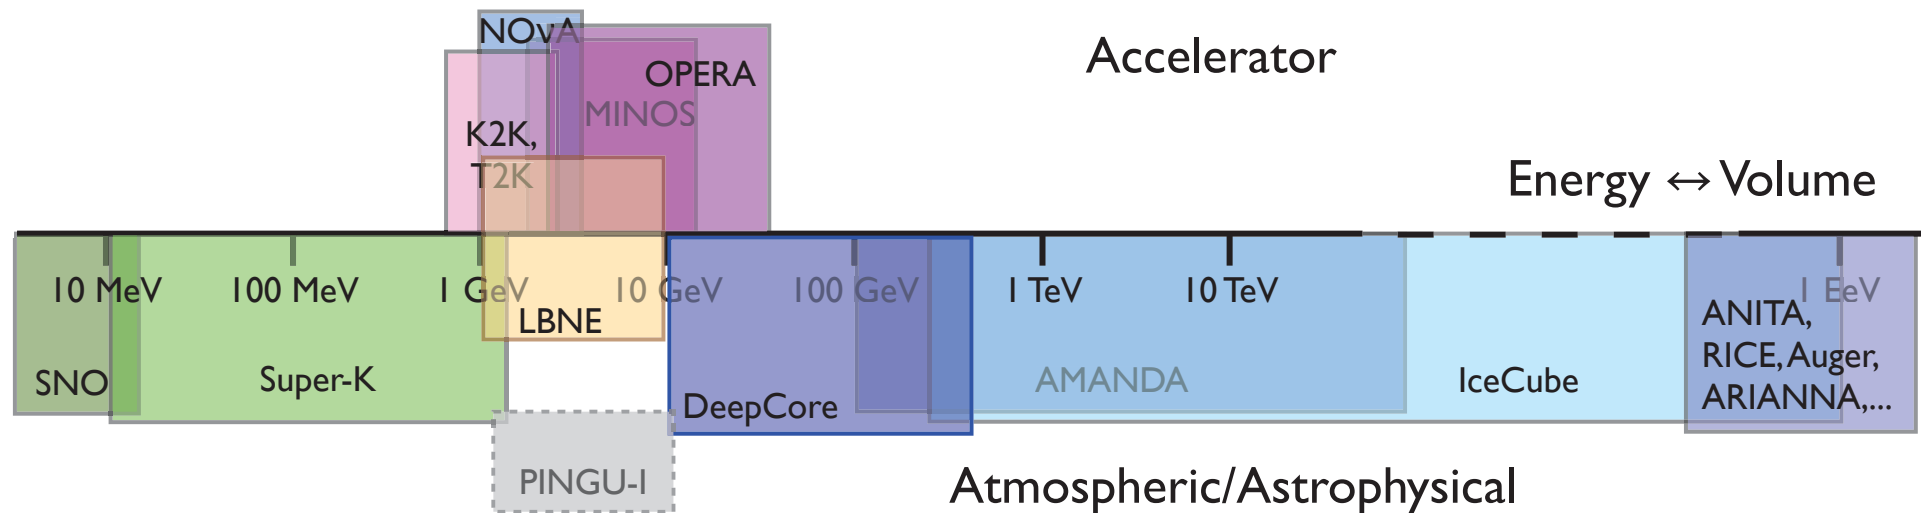 NOνA
Accelerator
OPERA
MINOS
K2K,
T2K
Energy ↔ Volume
10 MeV
100 MeV
1 GeV
10 GeV
100 GeV
1 TeV
10 TeV
1 EeV
LBNE
ANITA,
RICE, Auger,
ARIANNA,...
SNO
Super-K
DeepCore
AMANDA
IceCube
PINGU-I
Atmospheric/Astrophysical